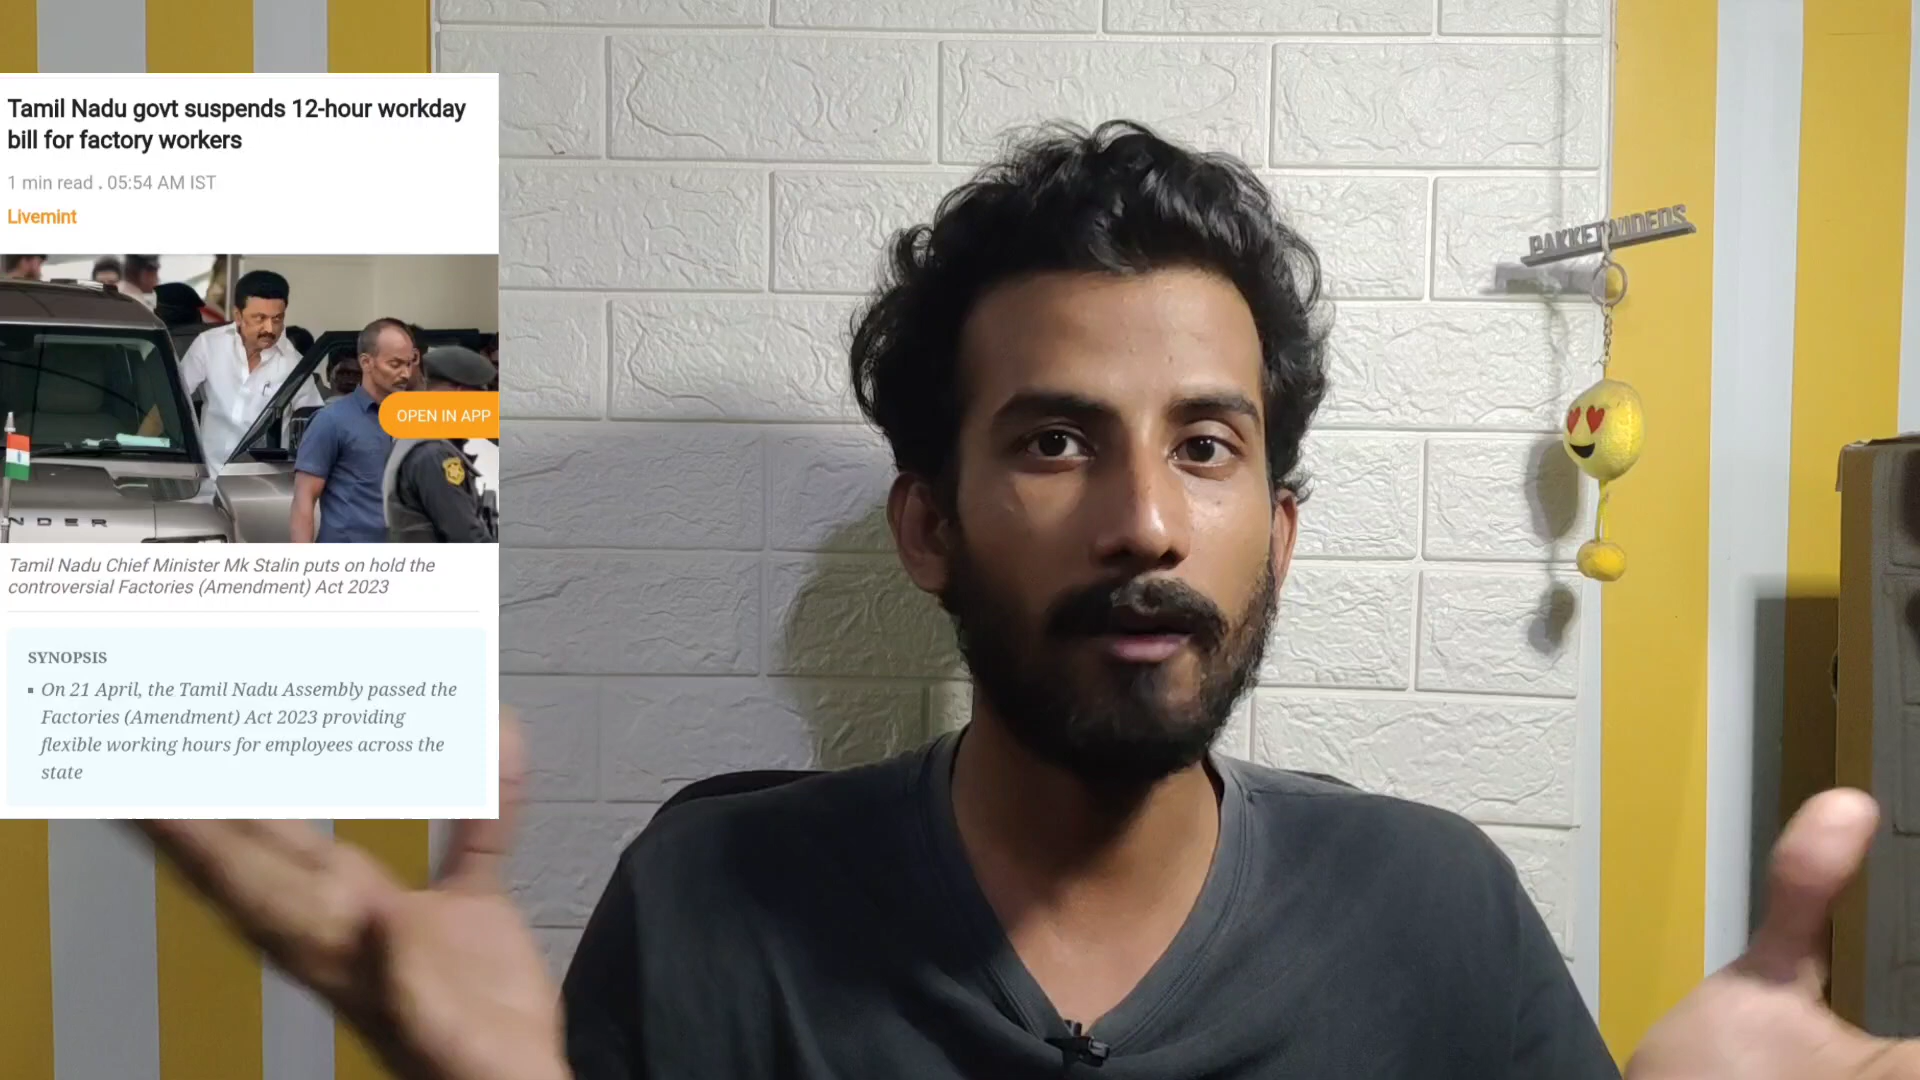 Tamil Nadu govt suspends 12-hour workday
bill for factory workers
1 min read . 05:54 AM IST
Livemint
OPEN IN APP
NDER
Tamil Nadu Chief Minister Mk Stalin puts on hold the
controversial Factories (Amendment) Act 2023
SYNOPSIS
▪ On 21 April, the Tamil Nadu Assembly passed the
Factories (Amendment) Act 2023 providing
flexible working hours for employees across the
state
PAKKET VIDEOS